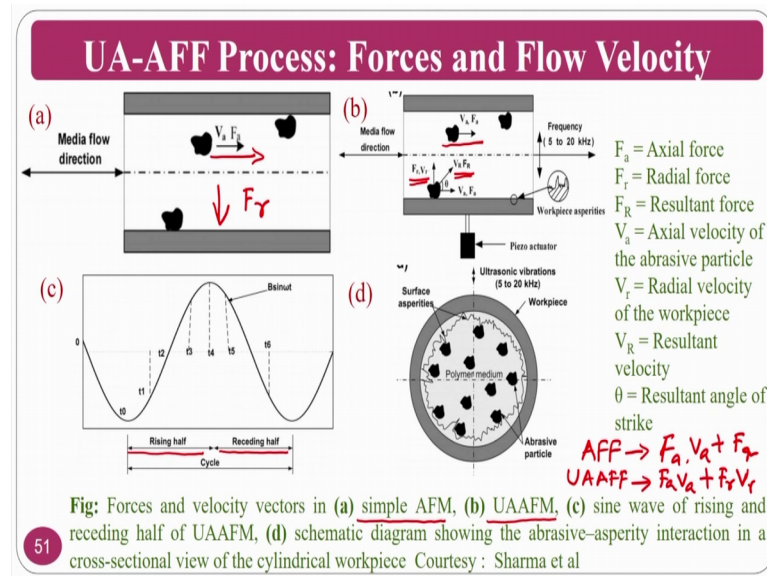 UA-AFF Process: Forces and Flow Velocity
(a)
Media flow
direction
Va Fa
Fr
(b)
Media flow
direction
Va, Fa
Fr,Vr
VR FR
θ
Va, Fa
Frequency
( 5 to 20 kHz)
Workpiece asperities
Piezo actuator
Fa = Axial force
Fr = Radial force
FR = Resultant force
Va = Axial velocity of
the abrasive particle
Vr = Radial velocity
of the workpiece
VR = Resultant
velocity
θ = Resultant angle of
strike
(c)
Bsinωt
0
t0
t1
t2
t3
t4
t5
t6
Rising half
Receding half
Cycle
(d)
Ultrasonic vibrations
(5 to 20 kHz)
Surface
asperities
Workpiece
Polymer medium
Abrasive
particle
AFF → Fa, Va + Fr
UAAFF → FaVa + FrVr
Fig: Forces and velocity vectors in (a) simple AFM, (b) UAAFM, (c) sine wave of rising and
receding half of UAAFM, (d) schematic diagram showing the abrasive–asperity interaction in a
cross-sectional view of the cylindrical workpiece Courtesy : Sharma et al
51